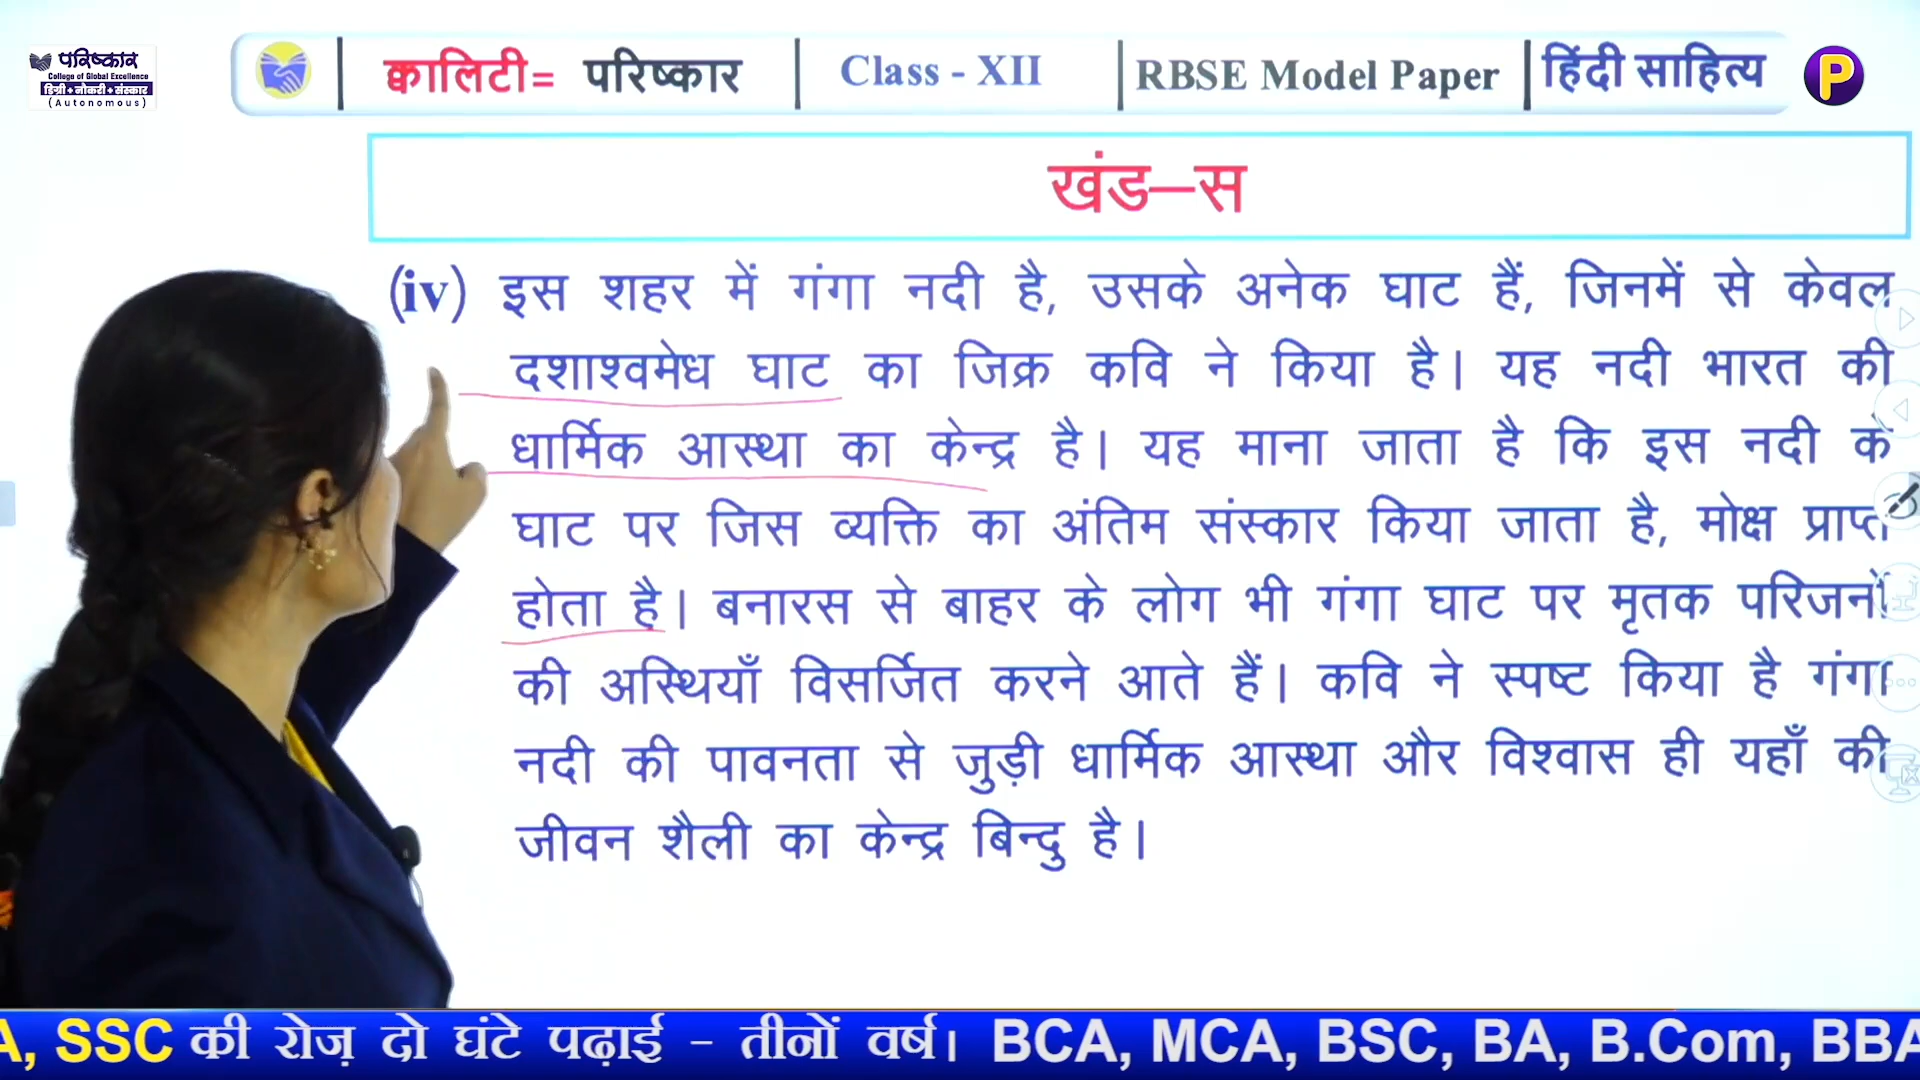 परिष्कार
College of Global Excellence
डिग्री + नौकरी + संस्कार
(Autonomous)
क्वालिटी= परिष्कार
Class - XII
RBSE Model Paper
हिंदी साहित्य
P
खंड–स
(iv) इस शहर में गंगा नदी है, उसके अनेक घाट हैं, जिनमें से केवल
दशाश्वमेध घाट का जिक्र कवि ने किया है। यह नदी भारत की
धार्मिक आस्था का केन्द्र है। यह माना जाता है कि इस नदी के
घाट पर जिस व्यक्ति का अंतिम संस्कार किया जाता है, मोक्ष प्राप्त
होता है। बनारस से बाहर के लोग भी गंगा घाट पर मृतक परिजनों
की अस्थियाँ विसर्जित करने आते हैं। कवि ने स्पष्ट किया है गंगा
नदी की पावनता से जुड़ी धार्मिक आस्था और विश्वास ही यहाँ की
जीवन शैली का केन्द्र बिन्दु है।
A, SSC की रोज़ दो घंटे पढ़ाई - तीनों वर्ष। BCA, MCA, BSC, BA, B.Com, BBA